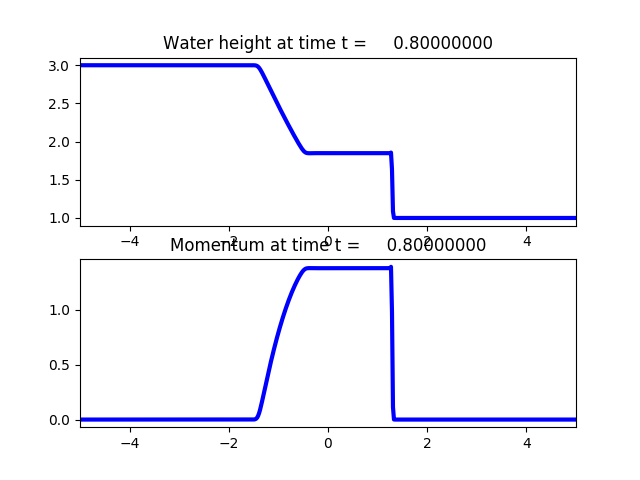 Water height at time t =     0.80000000
3.0
2.5
2.0
1.5
1.0
−4 −2 0 2 4
Momentum at time t =     0.80000000
1.0
0.5
0.0
−4 −2 0 2 4